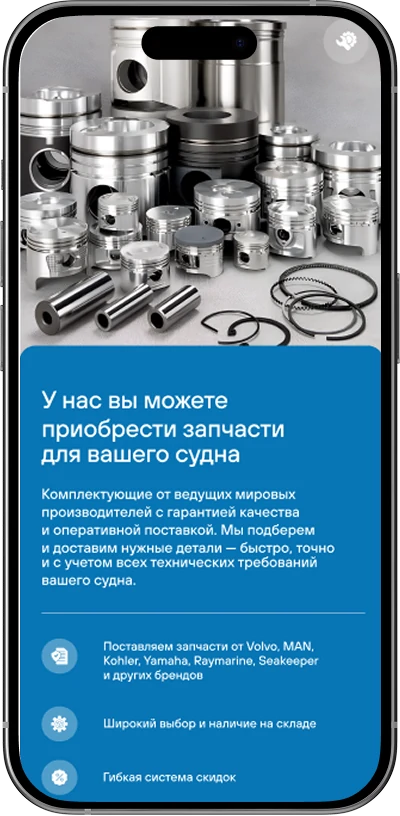 У нас вы можете
приобрести запчасти
для вашего судна
Комплектующие от ведущих мировых
производителей с гарантией качества
и оперативной поставкой. Мы подберем
и доставим нужные детали — быстро, точно
и с учетом всех технических требований
вашего судна.
Поставляем запчасти от Volvo, MAN,
Kohler, Yamaha, Raymarine, Seakeeper
и других брендов
Широкий выбор и наличие на складе
Гибкая система скидок